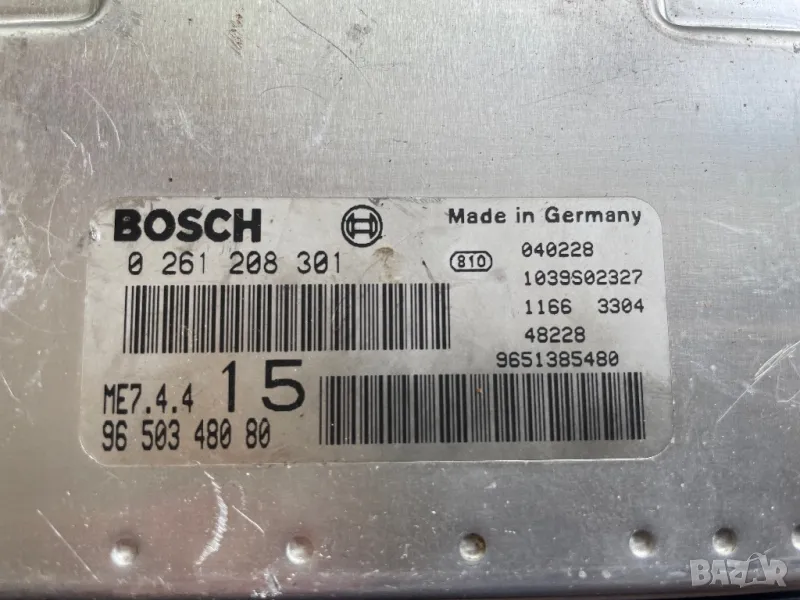 BOSCH
Made in Germany
0 261 208 301
810
040228
1039S02327
1166 3304
48228
9651385480
ME7.4.4 15
96 503 480 80
BAZAR